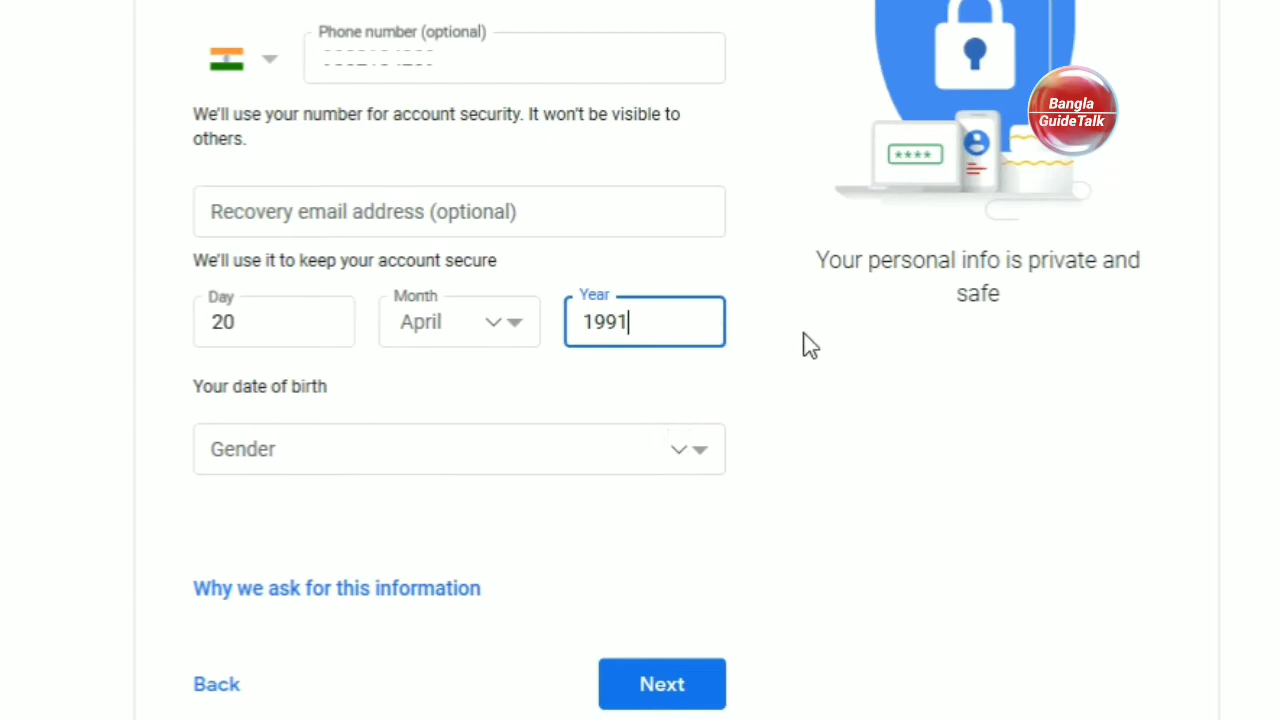 Phone number (optional)
We'll use your number for account security. It won't be visible to
others.
Recovery email address (optional)
We'll use it to keep your account secure
Day
Month
Year
20
April
1991
Your date of birth
Gender
Why we ask for this information
Back
Next
****
Bangla
GuideTalk
Your personal info is private and
safe